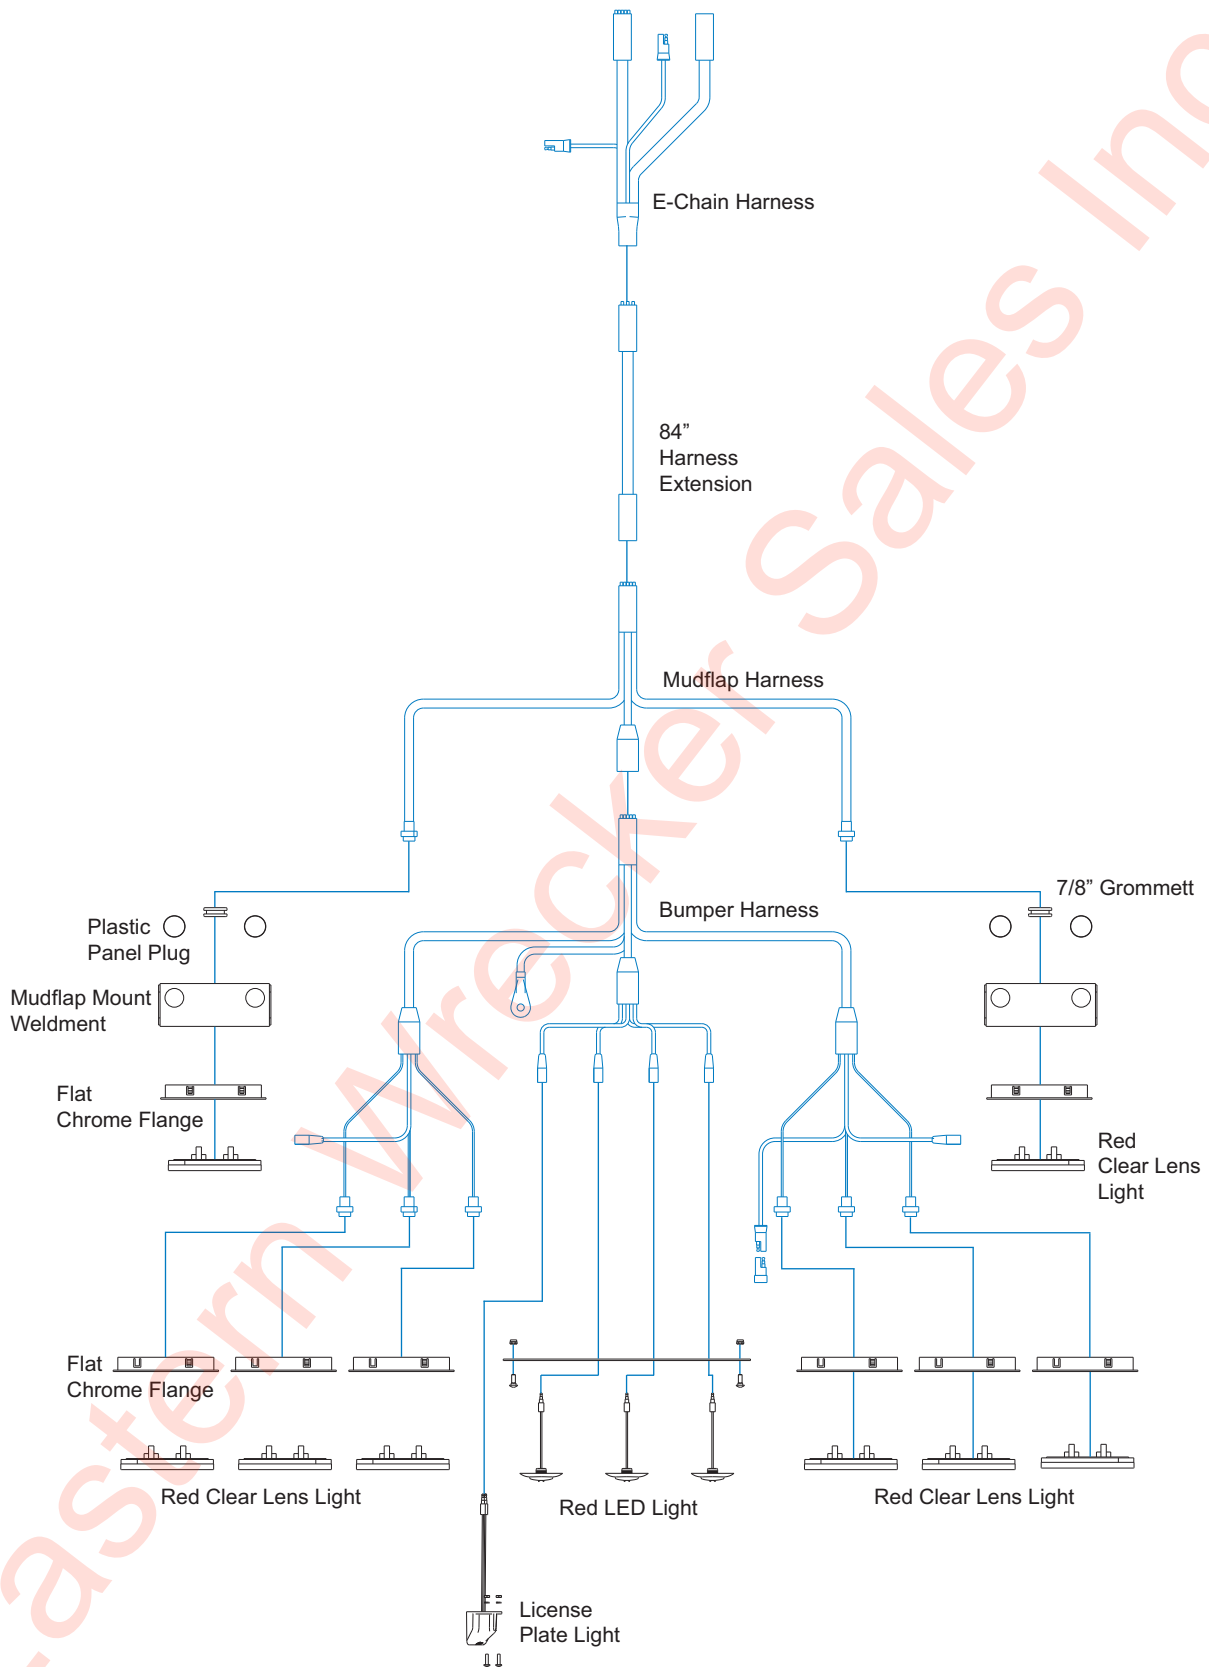 E-Chain Harness
84”
Harness
Extension
Mudflap Harness
7/8” Grommett
Plastic
Panel Plug
Bumper Harness
Mudflap Mount
Weldment
Flat
Chrome Flange
Red
Clear Lens
Light
Flat
Chrome Flange
Red Clear Lens Light
Red LED Light
Red Clear Lens Light
License
Plate Light
Eastern Wrecker Sales Inc